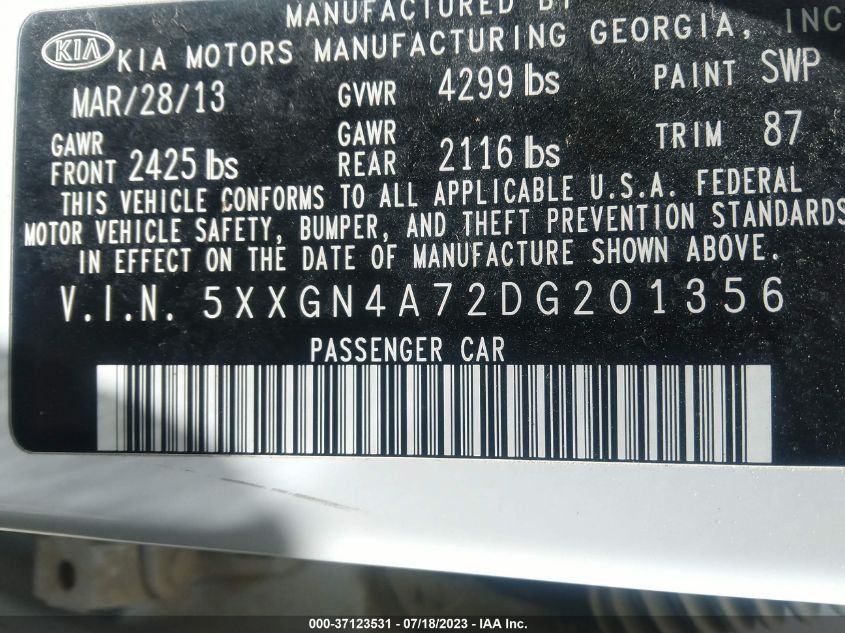 MANUFACTURED BY
KIA KIA MOTORS MANUFACTURING GEORGIA, INC
MAR/28/13 GVWR 4299 lbs PAINT SWP
GAWR FRONT 2425 lbs GAWR REAR 2116 lbs TRIM 87
THIS VEHICLE CONFORMS TO ALL APPLICABLE U.S.A. FEDERAL
MOTOR VEHICLE SAFETY, BUMPER, AND THEFT PREVENTION STANDARDS
IN EFFECT ON THE DATE OF MANUFACTURE SHOWN ABOVE.
V.I.N. 5XXGN4A72DG201356
PASSENGER CAR
000-37123531 - 07/18/2023 - IAA Inc.